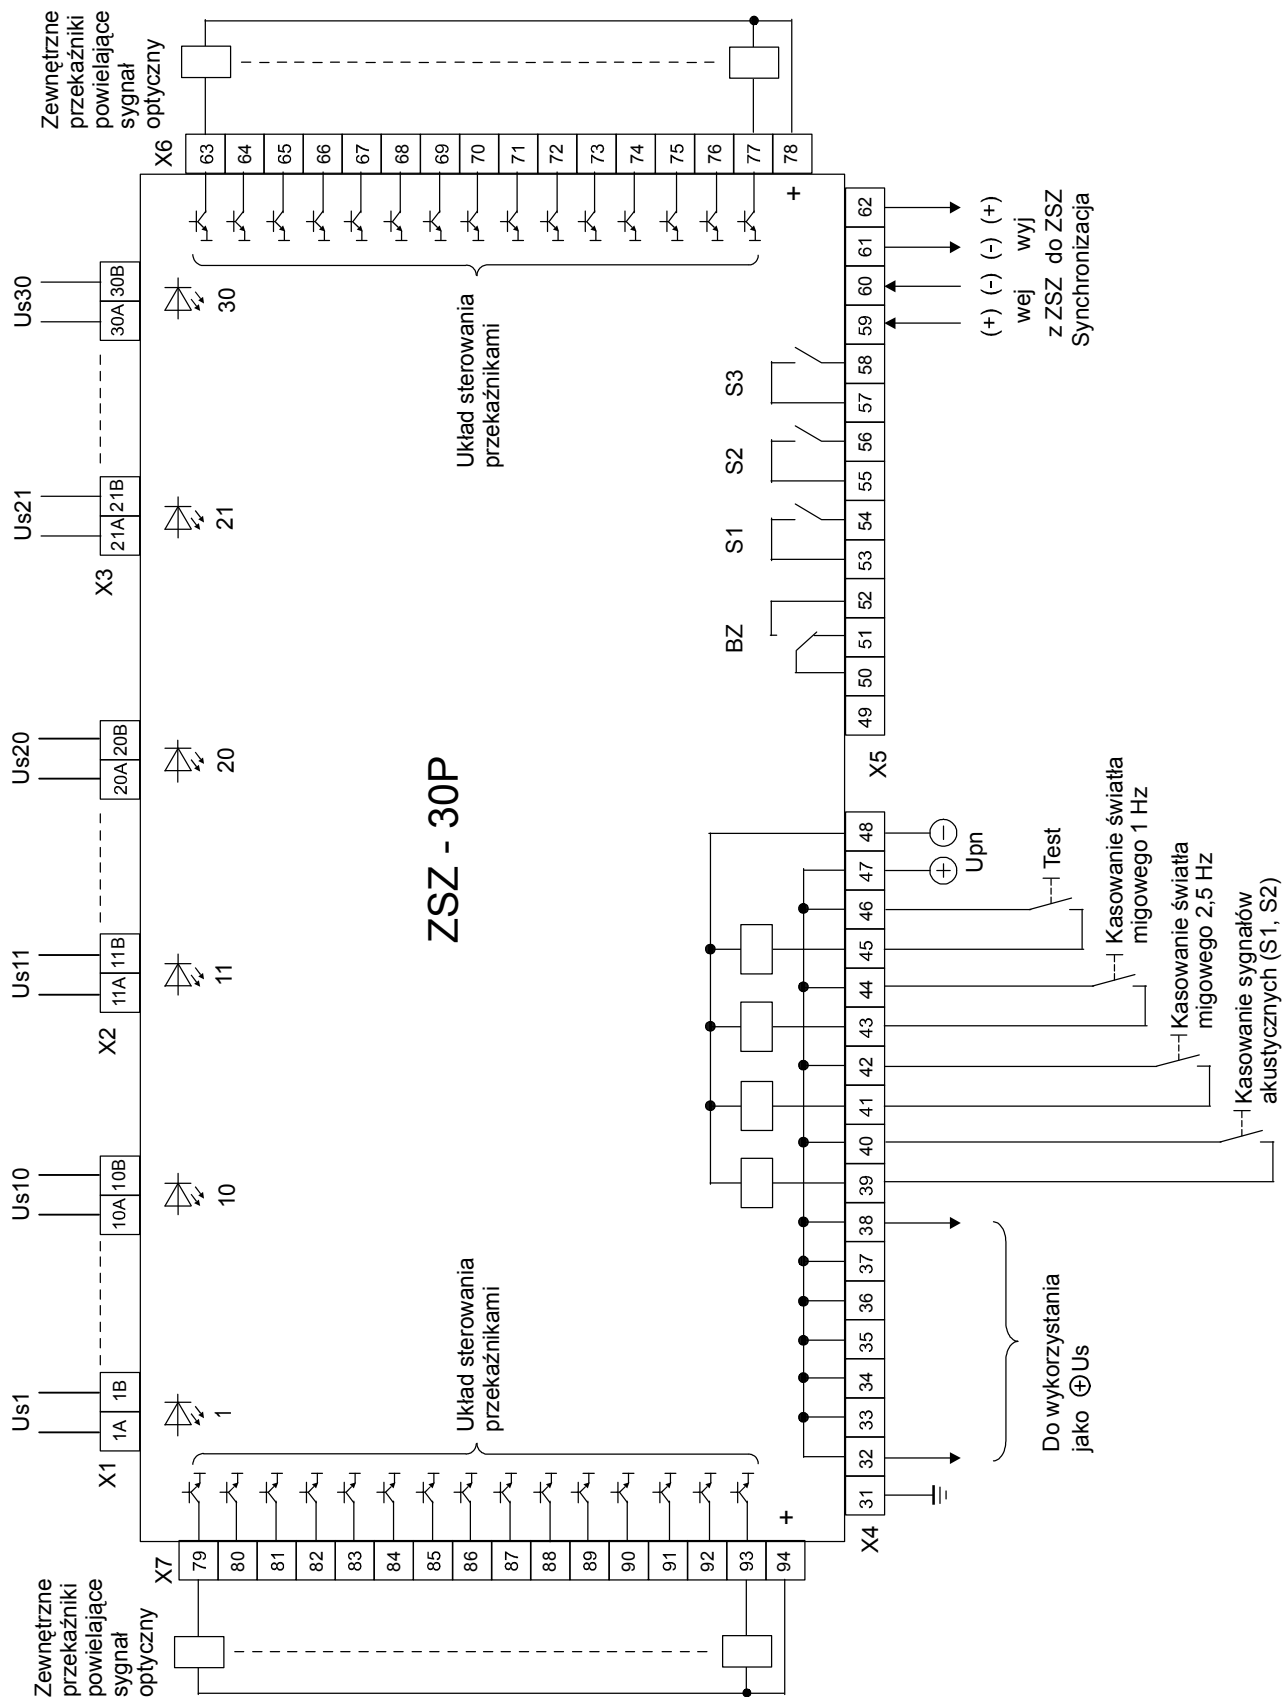 Zewnętrzne
przekaźniki
powielające
sygnał
optyczny
X7
79
80
81
82
83
84
85
86
87
88
89
90
91
92
93
94
+
Układ sterowania
przekaźnikami
Us1
X1
1A
1B
1
Us10
10A
10B
10
Us11
X2
11A
11B
11
Us20
20A
20B
20
Us21
X3
21A
21B
21
Us30
30A
30B
30
ZSZ - 30P
Zewnętrzne
przekaźniki
powielające
sygnał
optyczny
X6
63
64
65
66
67
68
69
70
71
72
73
74
75
76
77
78
+
Układ sterowania
przekaźnikami
BZ
S1
S2
S3
X4
31
32
33
34
35
36
37
38
39
40
41
42
43
44
45
46
47
48
X5
49
50
51
52
53
54
55
56
57
58
59
60
61
62
Do wykorzystania
jako ⊕Us
Kasowanie sygnałów
akustycznych (S1, S2)
Kasowanie światła
migowego 2,5 Hz
Kasowanie światła
migowego 1 Hz
Test
+ −
Upn
(+) (-) (-) (+)
wej wyj
z ZSZ do ZSZ
Synchronizacja